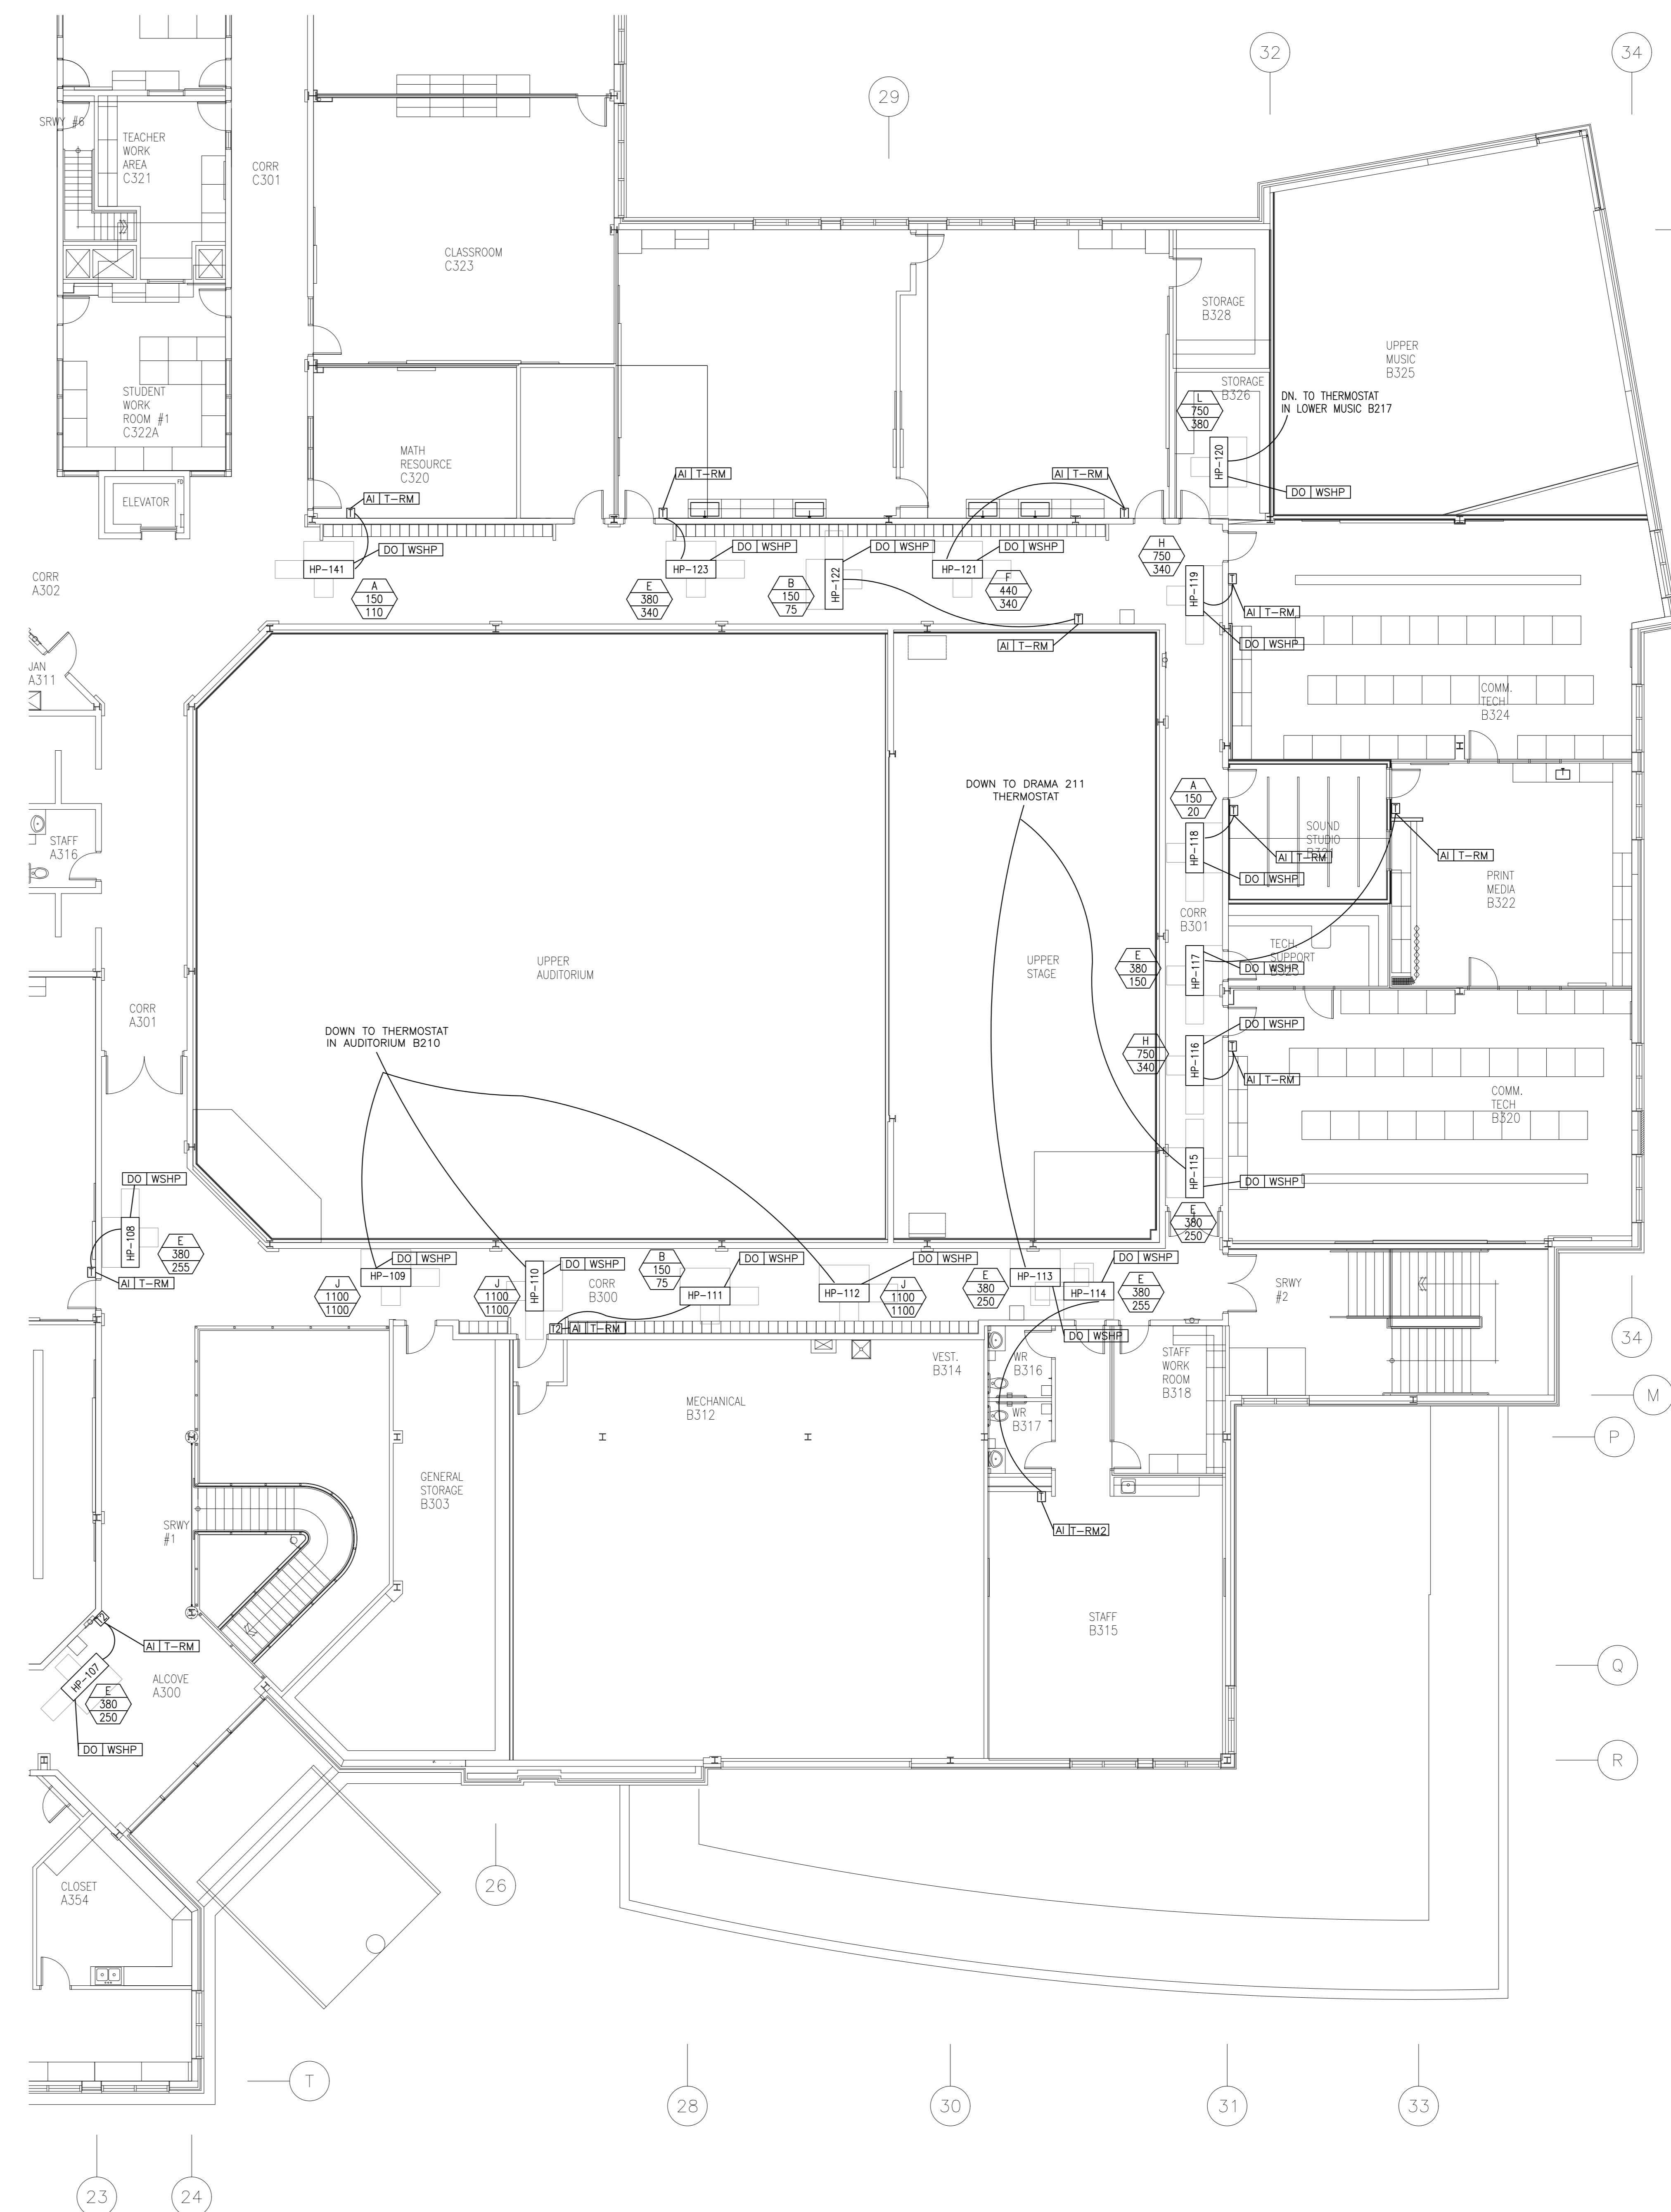 32
34
29
SRWY #6
TEACHER
WORK
AREA
C321
CORR
C301
CLASSROOM
C323
STORAGE
B328
UPPER
MUSIC
B325
STORAGE
B326
L
750
380
DN. TO THERMOSTAT
IN LOWER MUSIC B217
STUDENT
WORK
ROOM #1
C322A
MATH
RESOURCE
C320
HP-120
DO WSHP
ELEVATOR
FD
T
AI T-RM
T
AI T-RM
AI T-RM
T
HP-141
DO WSHP
HP-123
DO WSHP
HP-122
DO WSHP
HP-121
DO WSHP
H
750
340
HP-119
T
AI T-RM
DO WSHP
A
150
110
E
380
340
B
150
75
F
440
340
T
AI T-RM
CORR
A302
JAN
A311
COMM.
TECH
B324
DOWN TO DRAMA 211
THERMOSTAT
A
150
20
HP-118
T
AI T-RM
DO WSHP
SOUND
STUDIO
T
AI T-RM
PRINT
MEDIA
B322
STAFF
A316
CORR
B301
TECH.
SUPPORT
E
380
150
HP-117
DO WSHP
UPPER
AUDITORIUM
UPPER
STAGE
CORR
A301
DOWN TO THERMOSTAT
IN AUDITORIUM B210
H
750
340
HP-116
DO WSHP
T
AI T-RM
COMM.
TECH
B320
HP-115
DO WSHP
E
380
250
DO WSHP
HP-108
E
380
255
T
AI T-RM
J
1100
1100
HP-109
DO WSHP
J
1100
1100
HP-110
DO WSHP
CORR
B300
B
150
75
HP-111
DO WSHP
HP-112
DO WSHP
J
1100
1100
E
380
250
HP-113
HP-114
DO WSHP
E
380
255
DO WSHP
T2
AI T-RM
SRWY
#2
34
VEST.
B314
WR
B316
WR
B317
STAFF
WORK
ROOM
B318
MECHANICAL
B312
M
P
GENERAL
STORAGE
B303
SRWY
#1
T
AI T-RM2
STAFF
B315
T2
AI T-RM
HP-107
E
380
250
DO WSHP
ALCOVE
A300
Q
R
CLOSET
A354
26
T
28
30
31
33
23
24